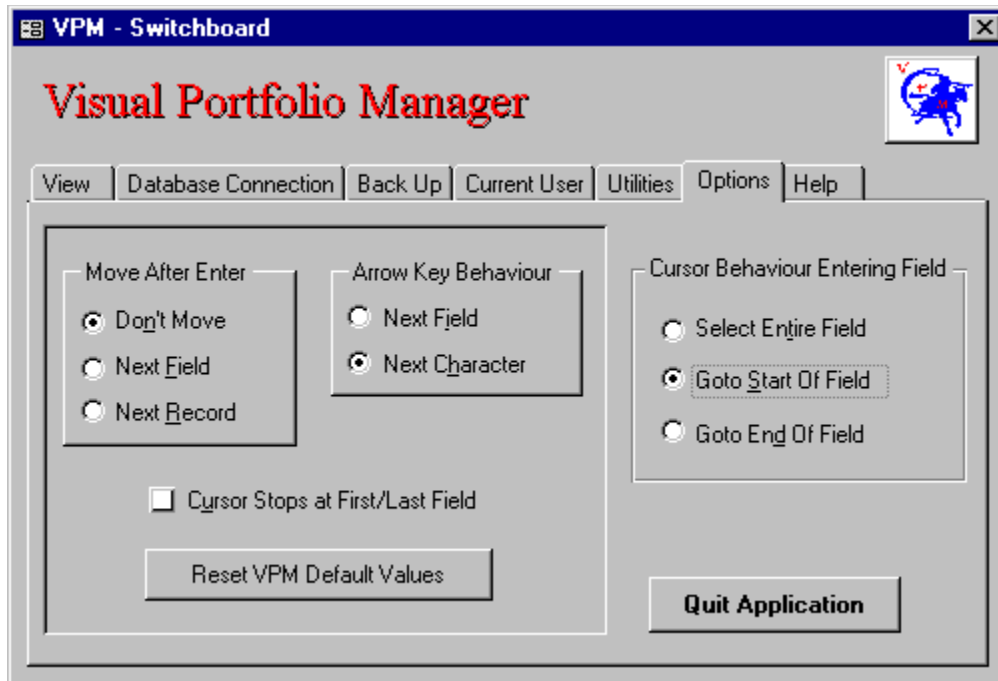 VPM - Switchboard
Visual Portfolio Manager
V
P
M
View Database Connection Back Up Current User Utilities Options Help
Move After Enter
Don't Move
Next Field
Next Record
Arrow Key Behaviour
Next Field
Next Character
Cursor Behaviour Entering Field
Select Entire Field
Goto Start Of Field
Goto End Of Field
Cursor Stops at First/Last Field
Reset VPM Default Values
Quit Application